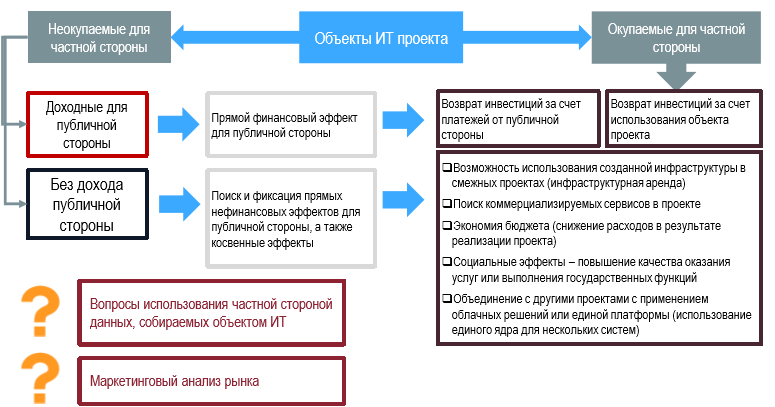 Неокупаемые для
частной стороны
Объекты ИТ проекта
Окупаемые для частной
стороны
Доходные для
публичной
стороны
Прямой финансовый эффект
для публичной стороны
Возврат инвестиций за счет
платежей от публичной
стороны
Возврат инвестиций за счет
использования объекта
проекта
Без дохода
публичной
стороны
Поиск и фиксация прямых
нефинансовых эффектов для
публичной стороны, а также
косвенные эффекты
Возможность использования созданной инфраструктуры в
смежных проектах (инфраструктурная аренда)
Поиск коммерциализируемых сервисов в проекте
Экономия бюджета (снижение расходов в результате
реализации проекта)
Социальные эффекты – повышение качества оказания
услуг или выполнения государственных функций
Объединение с другими проектами с применением
облачных решений или единой платформы (использование
единого ядра для нескольких систем)
?
Вопросы использования частной стороной
данных, собираемых объектом ИТ
?
Маркетинговый анализ рынка